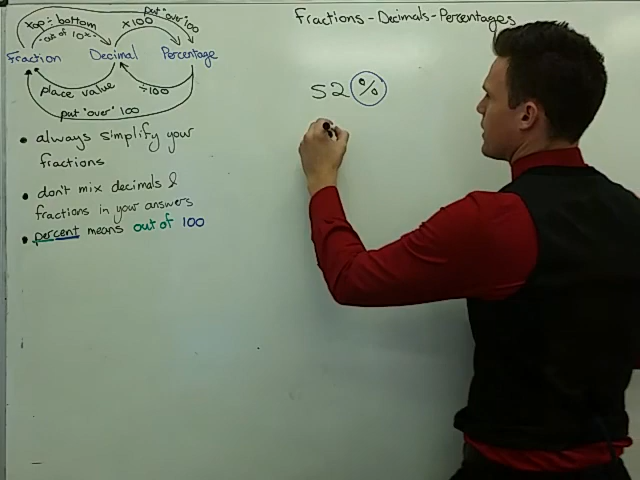 Fractions - Decimals - Percentages
put "over" 100
top ÷ bottom
"out of 10*"
×100
Fraction Decimal Percentage
place value
÷100
put "over" 100
• always simplify your
fractions
• don't mix decimals &
fractions in your answers
• percent means out of 100
52%